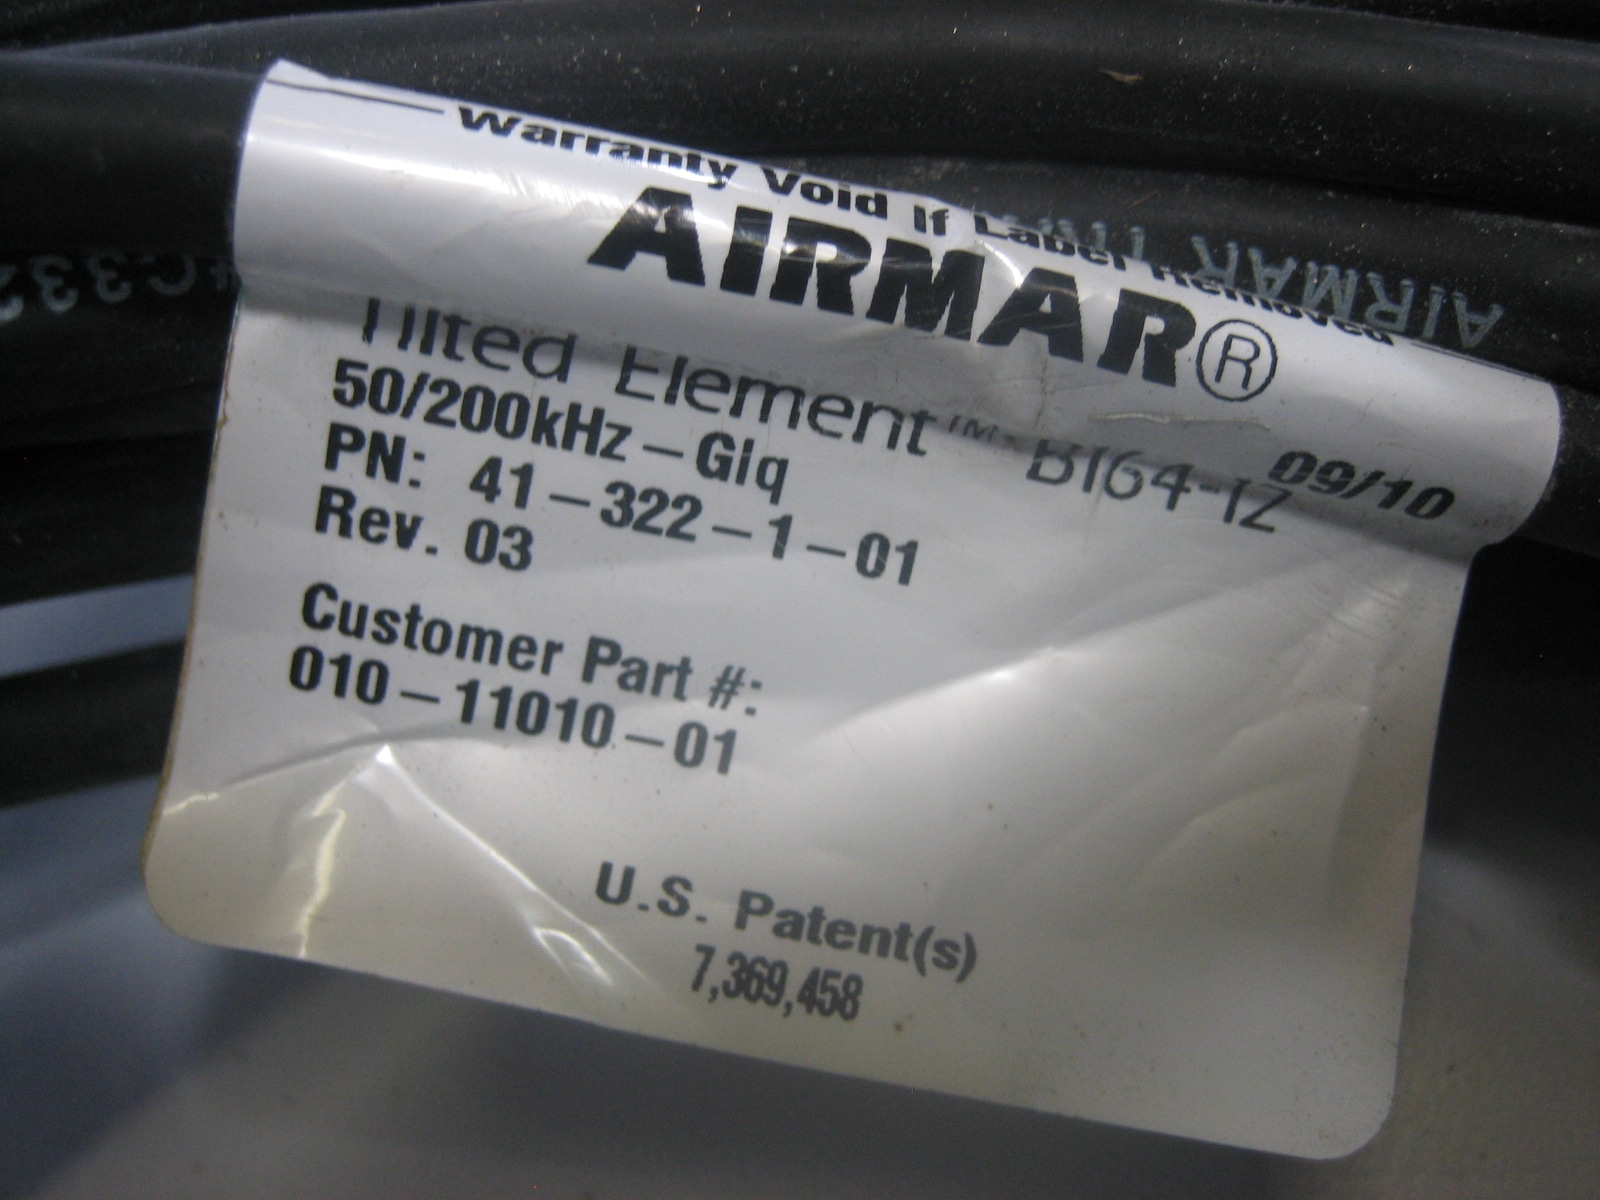 Warranty Void If Label Removed
AIRMAR®
09/10
Tilted Element™ B164-12
50/200kHz-Giq
PN: 41-322-1-01
Rev. 03
Customer Part #:
010-11010-01
U.S. Patent(s)
7,369,458
AIRMAR